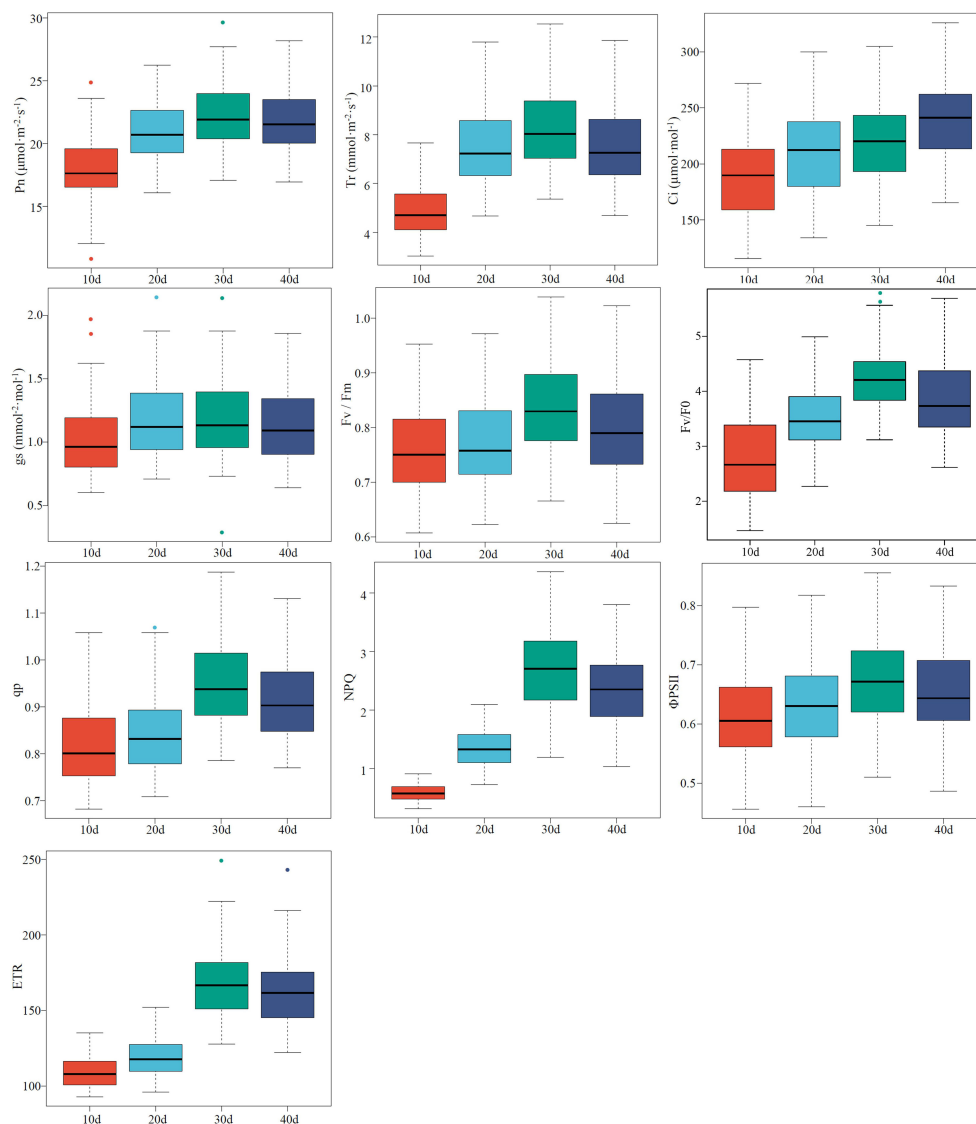 Pn (μmol·m⁻²·s⁻¹)
30
25
20
15
10d 20d 30d 40d
Tr (mmol·m⁻²·s⁻¹)
12
10
8
6
4
10d 20d 30d 40d
Ci (μmol·mol⁻¹)
300
250
200
150
10d 20d 30d 40d
gs (mmol⁻²·mol⁻¹)
2.0
1.5
1.0
0.5
10d 20d 30d 40d
Fv / Fm
1.0
0.9
0.8
0.7
0.6
10d 20d 30d 40d
Fv/F0
5
4
3
2
10d 20d 30d 40d
qp
1.2
1.1
1.0
0.9
0.8
0.7
10d 20d 30d 40d
NPQ
4
3
2
1
10d 20d 30d 40d
ΦPSII
0.8
0.7
0.6
0.5
10d 20d 30d 40d
ETR
250
200
150
100
10d 20d 30d 40d